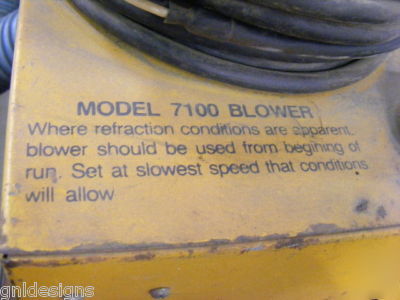 MODEL 7100 BLOWER
Where refraction conditions are apparent,
blower should be used from begining of
run. Set at slowest speed that conditions
will allow
gnldesigns